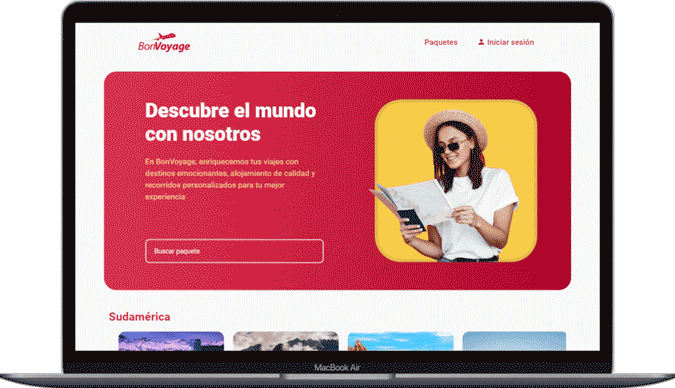 BonVoyage
Paquetes
Iniciar sesión
Descubre el mundo
con nosotros
En BonVoyage, enriquecemos tus viajes con
destinos emocionantes, alojamiento de calidad y
recorridos personalizados para tu mejor
experiencia
Buscar paquete
Sudamérica
MacBook Air